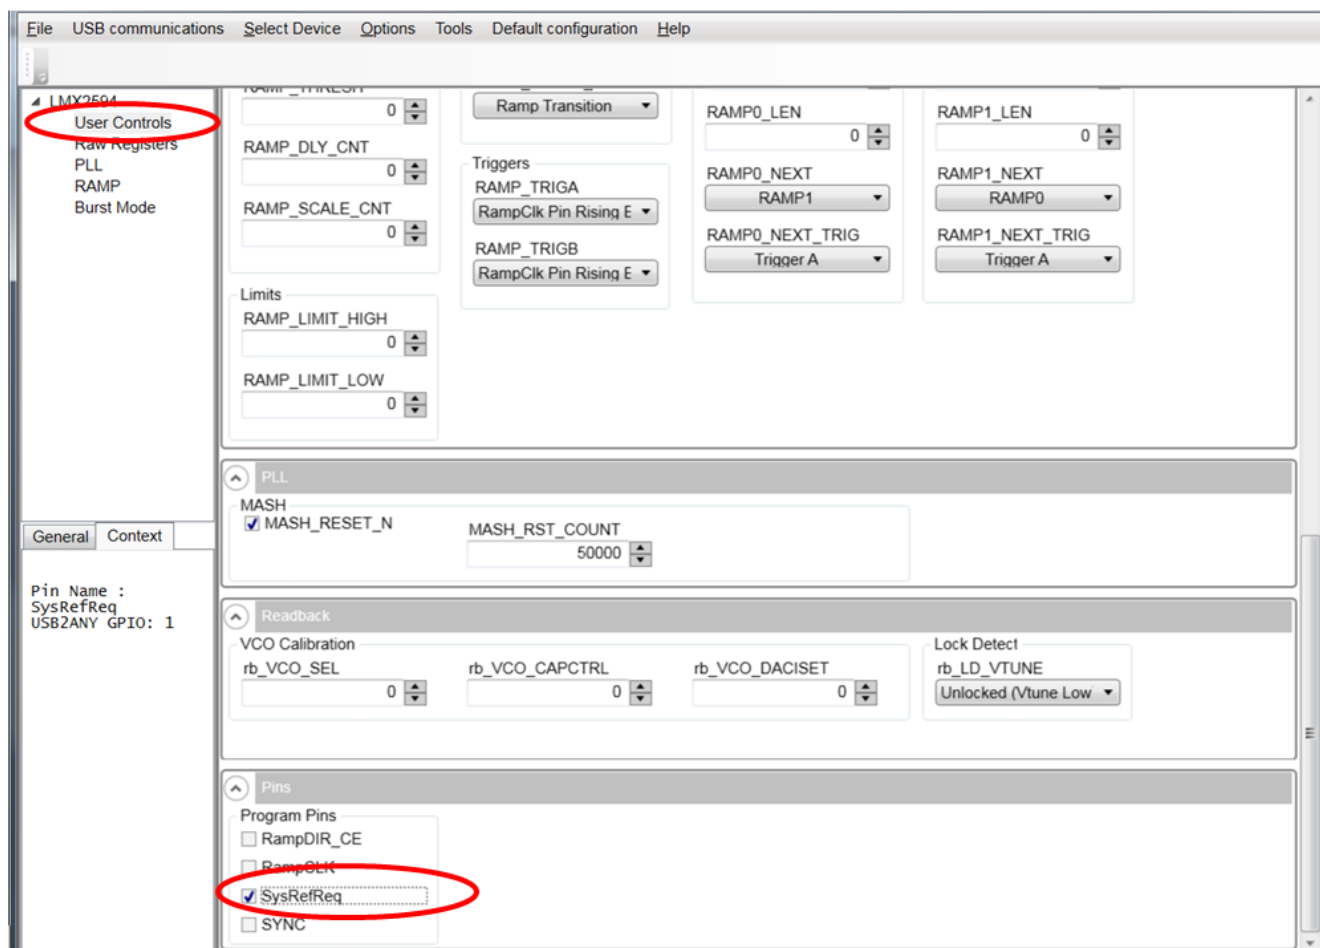 File USB communications Select Device Options Tools Default configuration Help
LMX2594
User Controls
Raw Registers
PLL
RAMP
Burst Mode
General Context
Pin Name :
SysRefReq
USB2ANY GPIO: 1
RAMP_THRESH
0
RAMP_DLY_CNT
0
RAMP_SCALE_CNT
0
Ramp Transition
Triggers
RAMP_TRIGA
RampClk Pin Rising E
RAMP_TRIGB
RampClk Pin Rising E
RAMP0_LEN
0
RAMP0_NEXT
RAMP1
RAMP0_NEXT_TRIG
Trigger A
RAMP1_LEN
0
RAMP1_NEXT
RAMP0
RAMP1_NEXT_TRIG
Trigger A
Limits
RAMP_LIMIT_HIGH
0
RAMP_LIMIT_LOW
0
PLL
MASH
MASH_RESET_N
MASH_RST_COUNT
50000
Readback
VCO Calibration
rb_VCO_SEL
0
rb_VCO_CAPCTRL
0
rb_VCO_DACISET
0
Lock Detect
rb_LD_VTUNE
Unlocked (Vtune Low
Pins
Program Pins
RampDIR_CE
RampCLK
SysRefReq
SYNC